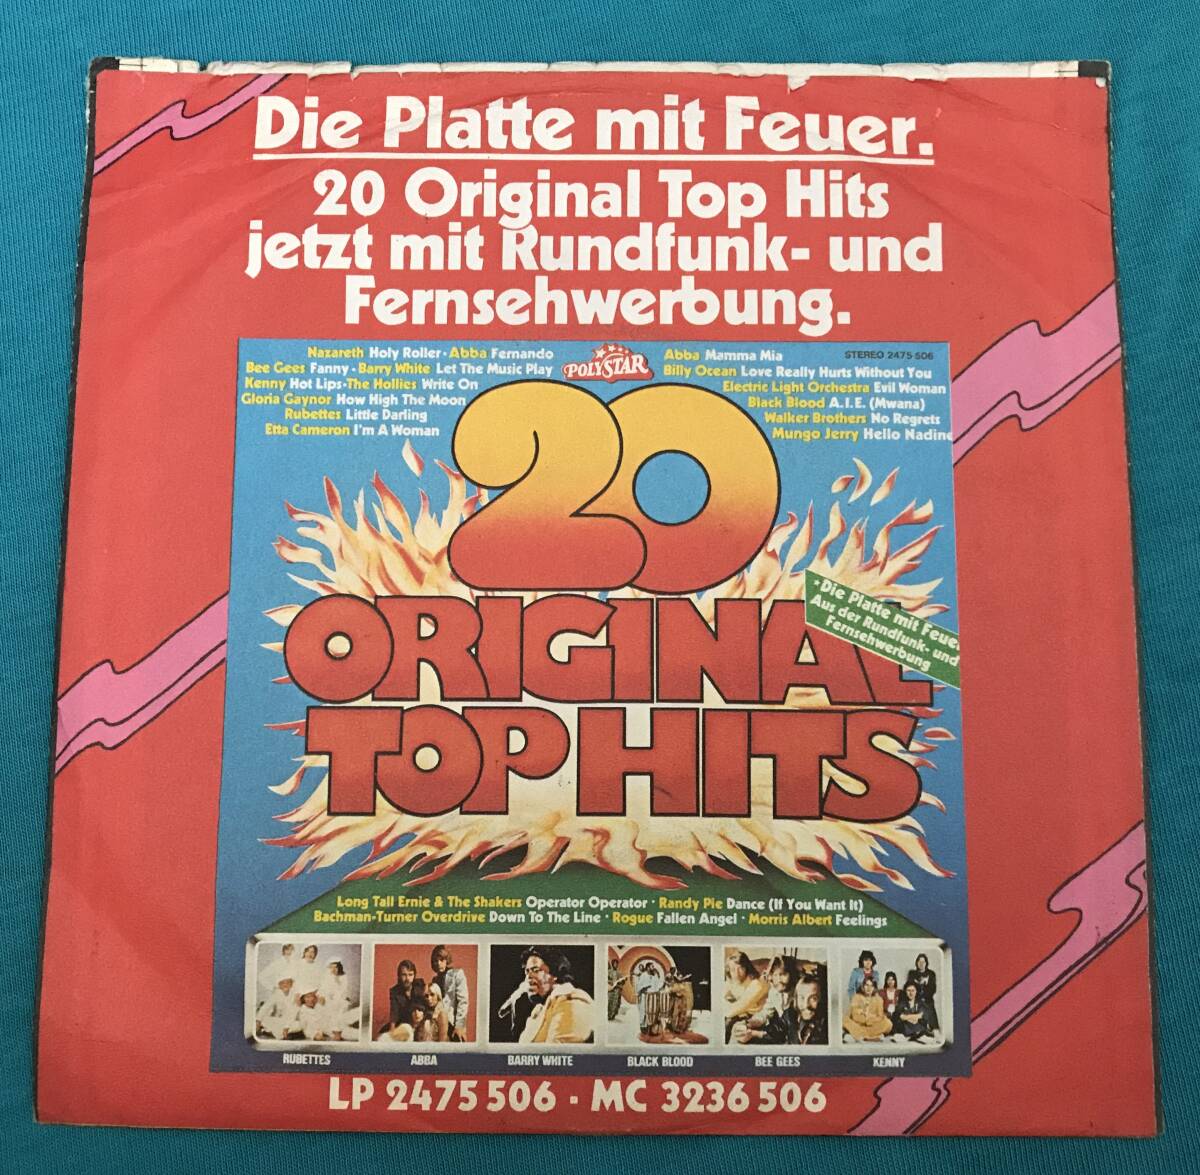 Die Platte mit Feuer.
20 Original Top Hits
jetzt mit Rundfunk- und
Fernsehwerbung.
Nazareth Holy Roller · Abba Fernando
Bee Gees Fanny · Barry White Let The Music Play
Kenny Hot Lips · The Hollies Write On
Gloria Gaynor How High The Moon
Rubettes Little Darling
Etta Cameron I'm A Woman
POLYSTAR
STEREO 2475 506
Abba Mamma Mia
Billy Ocean Love Really Hurts Without You
Electric Light Orchestra Evil Woman
Black Blood A.I.E. (Mwana)
Walker Brothers No Regrets
Mungo Jerry Hello Nadine
20
ORIGINAL
TOP HITS
*Die Platte mit Feuer
Aus der Rundfunk- und
Fernsehwerbung
Long Tall Ernie & The Shakers Operator Operator · Randy Pie Dance (If You Want It)
Bachman-Turner Overdrive Down To The Line · Rogue Fallen Angel · Morris Albert Feelings
RUBETTES
ABBA
BARRY WHITE
BLACK BLOOD
BEE GEES
KENNY
LP 2475 506 · MC 3236 506